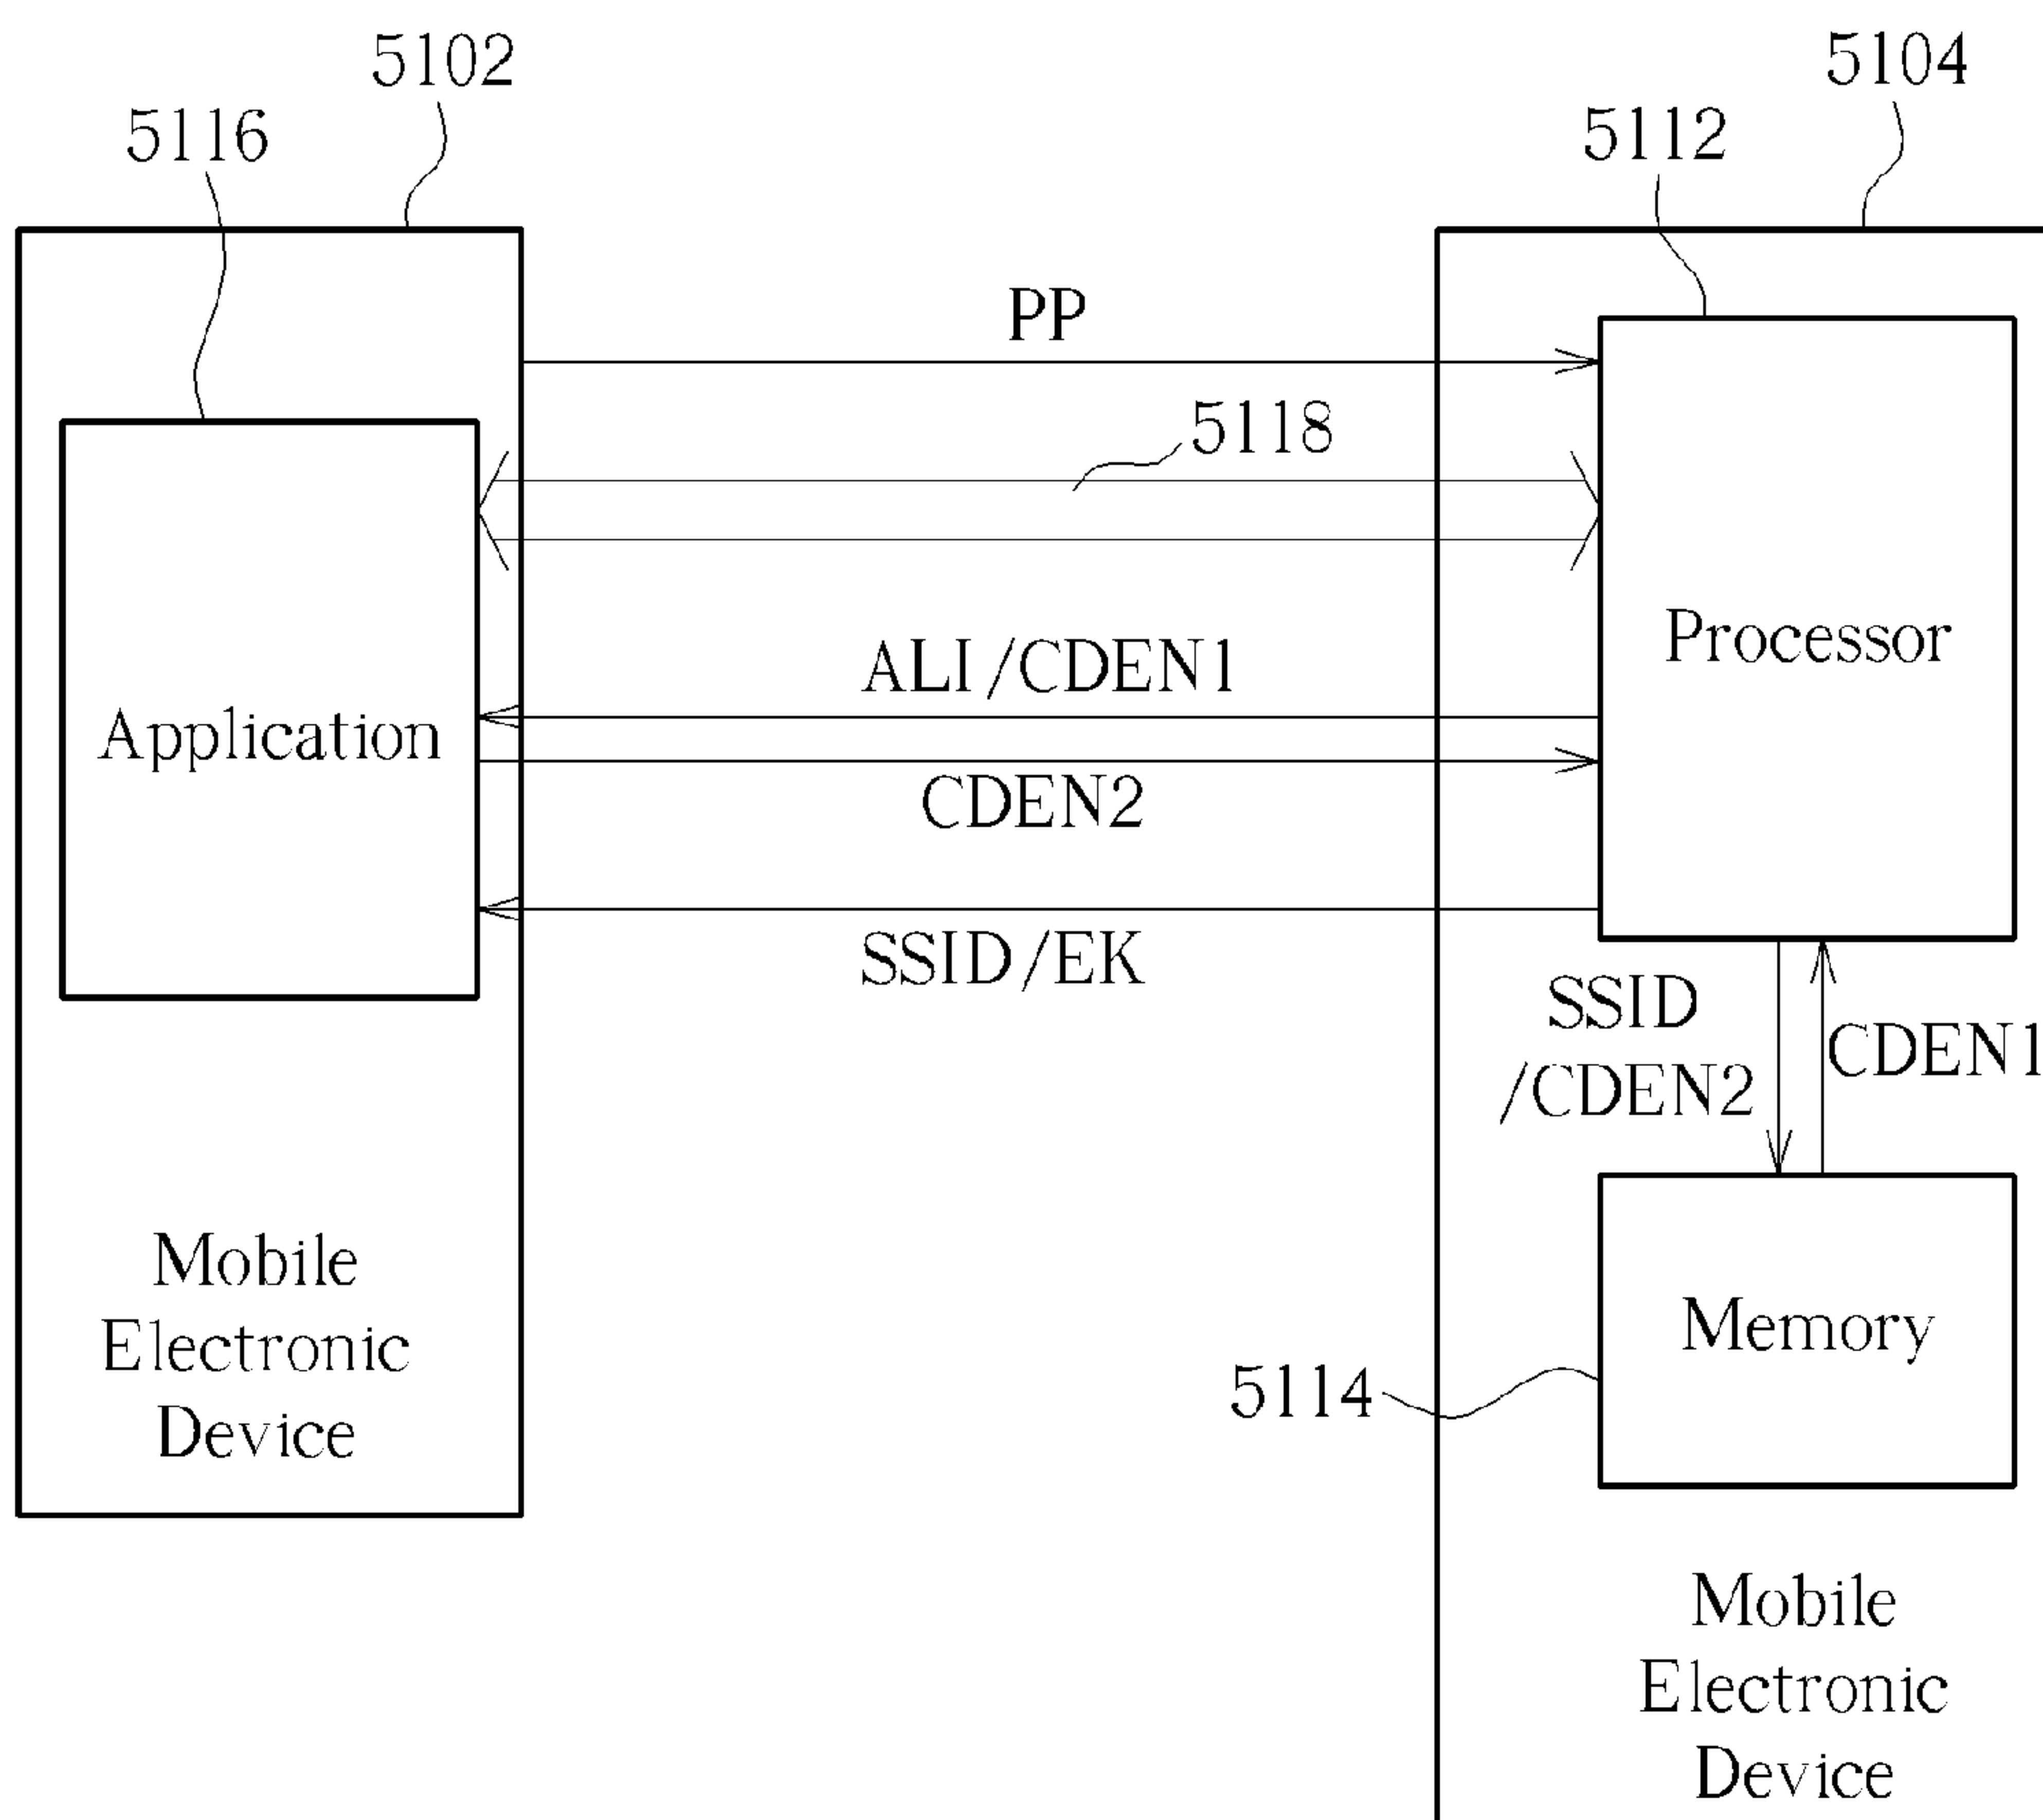 5102
5104
5116
5112
PP
5118
Processor
ALI/CDEN1
Application
CDEN2
SSID/EK
SSID
/CDEN2
CDEN1
Mobile
Electronic
Device
Memory
5114
Mobile
Electronic
Device